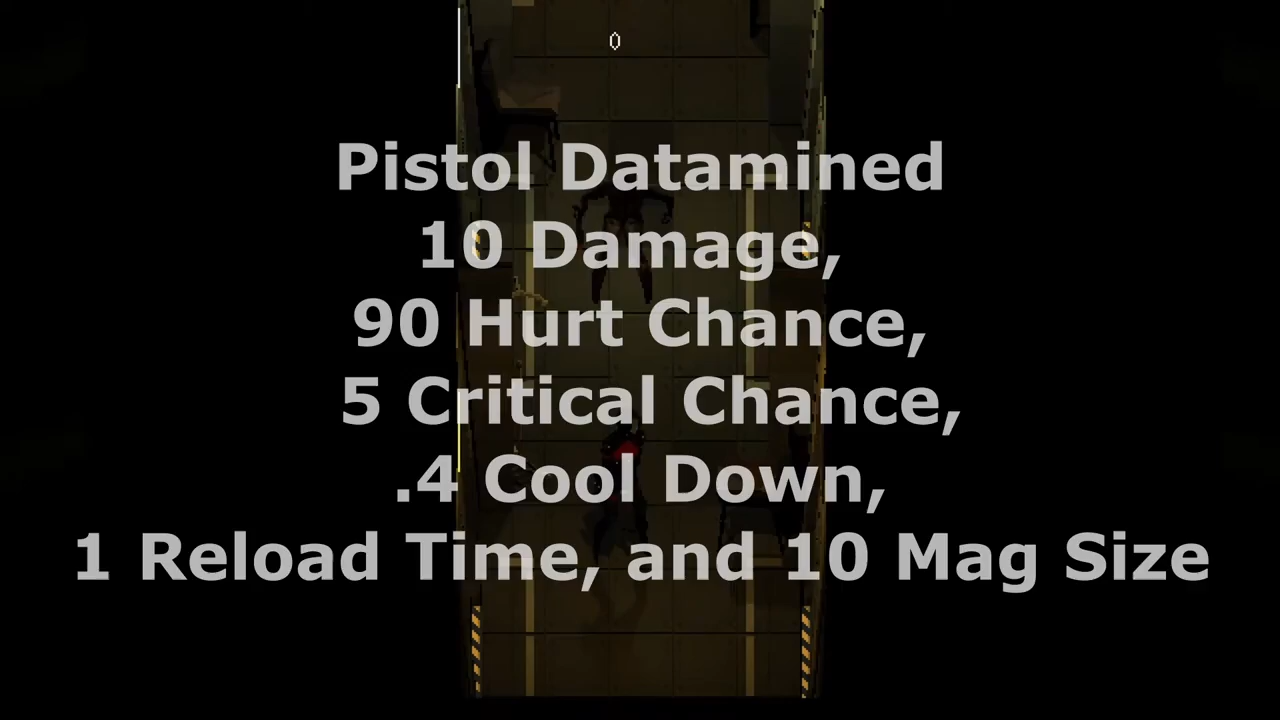 0
Pistol Datamined
10 Damage,
90 Hurt Chance,
5 Critical Chance,
.4 Cool Down,
1 Reload Time, and 10 Mag Size